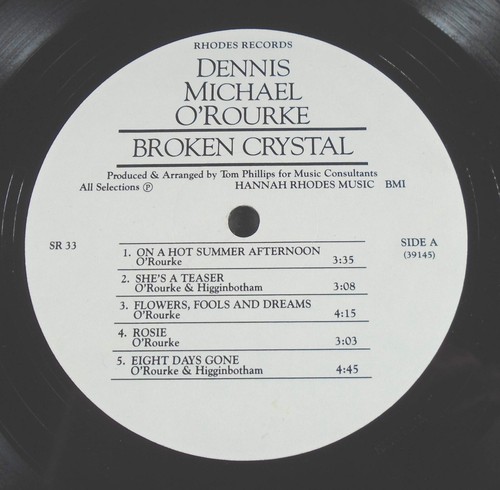 RHODES RECORDS
DENNIS
MICHAEL
O'ROURKE
BROKEN CRYSTAL
Produced & Arranged by Tom Phillips for Music Consultants
All Selections ℗ HANNAH RHODES MUSIC BMI
SR 33
SIDE A
(39145)
1. ON A HOT SUMMER AFTERNOON
O'Rourke 3:35
2. SHE'S A TEASER
O'Rourke & Higginbotham 3:08
3. FLOWERS, FOOLS AND DREAMS
O'Rourke 4:15
4. ROSIE
O'Rourke 3:03
5. EIGHT DAYS GONE
O'Rourke & Higginbotham 4:45